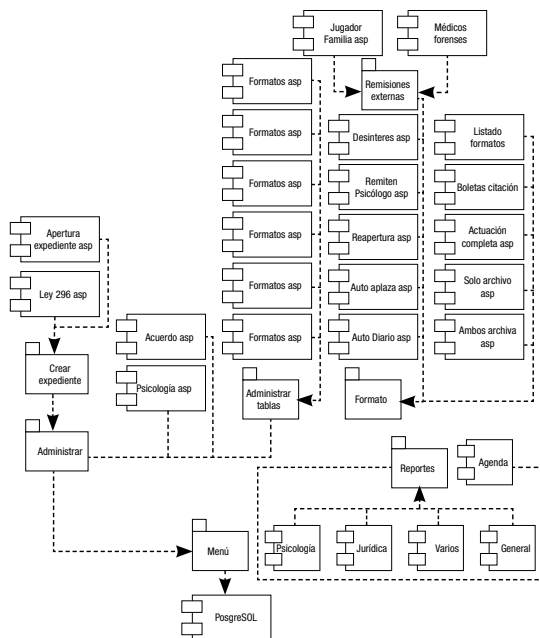 Jugador
Familia asp
Médicos
forenses
Formatos asp
Remisiones
externas
Formatos asp
Desinteres asp
Listado
formatos
Formatos asp
Remiten
Psicólogo asp
Boletas citación
Apertura
expediente asp
Formatos asp
Reapertura asp
Actuación
completa asp
Ley 296 asp
Formatos asp
Auto aplaza asp
Solo archivo
asp
Acuerdo asp
Formatos asp
Auto Diario asp
Ambos archiva
asp
Crear
expediente
Psicología asp
Administrar
tablas
Formato
Administrar
Reportes
Agenda
Menú
Psicología
Jurídica
Varios
General
PosgreSOL